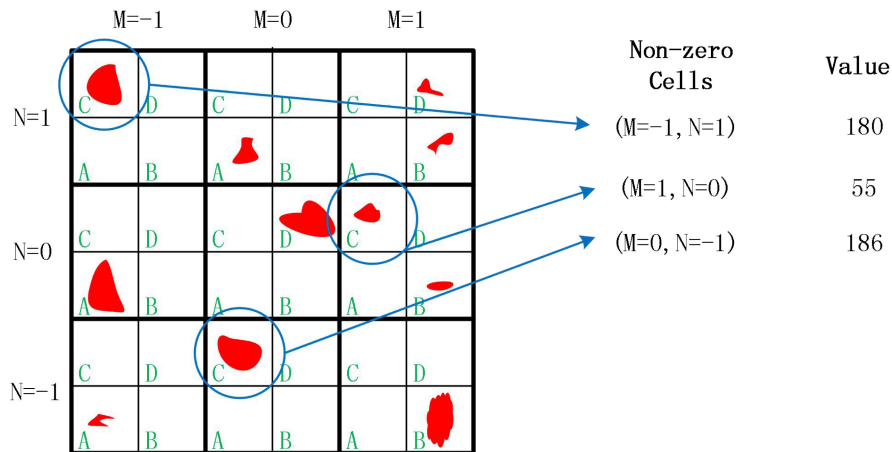 M=-1 M=0 M=1
Non-zero Cells Value
N=1
C D C D C D
(M=-1, N=1) 180
A B A B A B
(M=1, N=0) 55
N=0
C D C D C D
(M=0, N=-1) 186
A B A B A B
N=-1
C D C D C D
A B A B A B